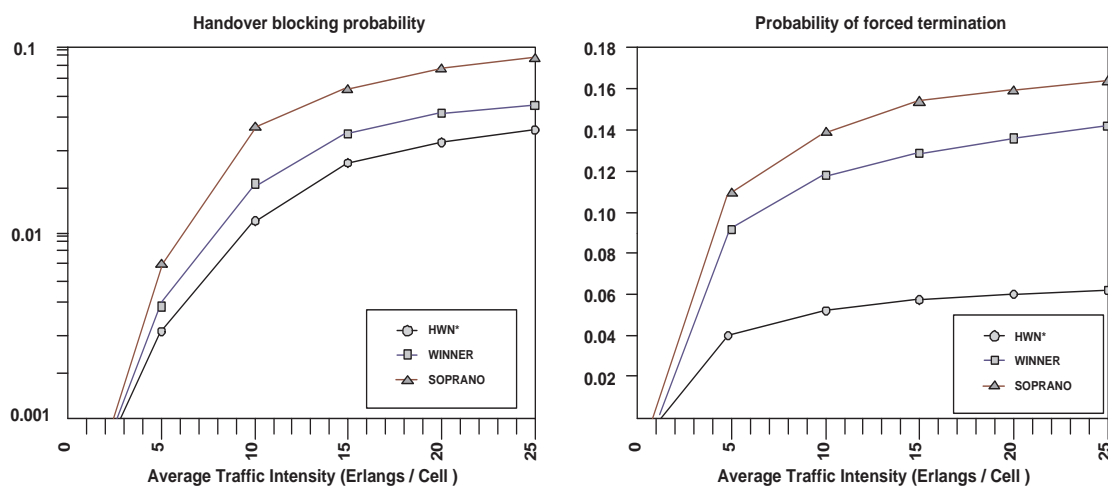 Handover blocking probability
0.1
0.01
0.001
0
5
10
15
20
25
HWN*
WINNER
SOPRANO
Average Traffic Intensity (Erlangs / Cell )
Probability of forced termination
0.18
0.16
0.14
0.12
0.10
0.08
0.06
0.04
0.02
0
5
10
15
20
25
HWN*
WINNER
SOPRANO
Average Traffic Intensity (Erlangs / Cell )